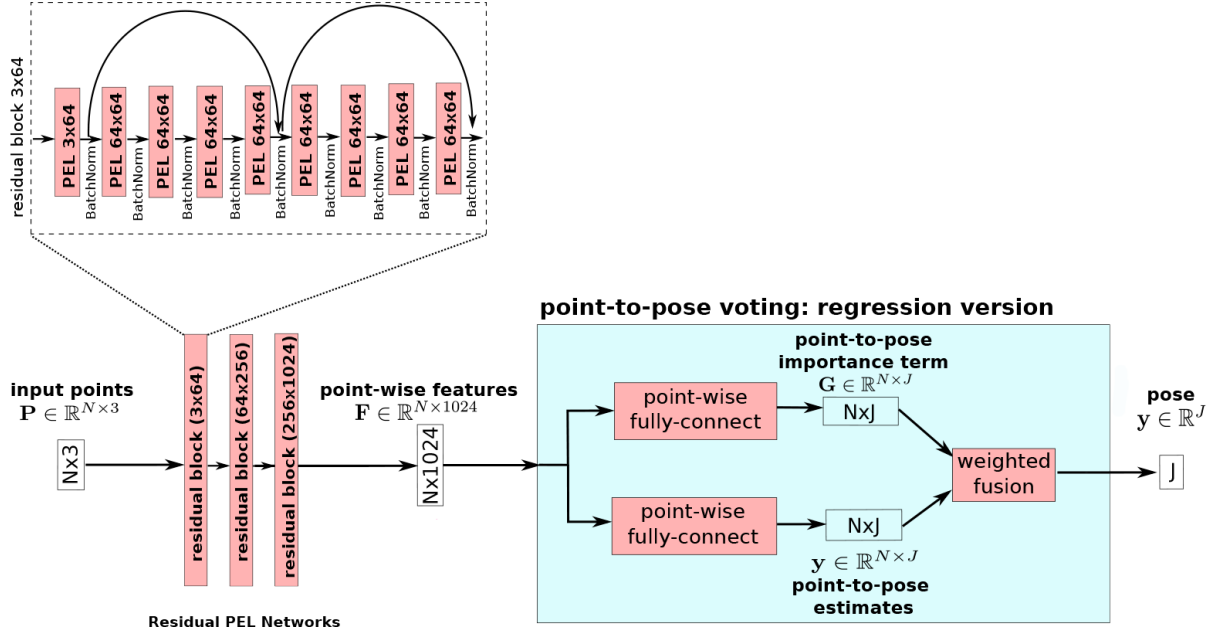 residual block 3x64
PEL 3x64
BatchNorm
PEL 64x64
BatchNorm
PEL 64x64
BatchNorm
PEL 64x64
BatchNorm
PEL 64x64
BatchNorm
PEL 64x64
BatchNorm
PEL 64x64
BatchNorm
PEL 64x64
BatchNorm
PEL 64x64
BatchNorm
input points
P ∈ ℝ^{N×3}
Nx3
residual block (3x64)
residual block (64x256)
residual block (256x1024)
Residual PEL Networks
point-wise features
F ∈ ℝ^{N×1024}
Nx1024
point-to-pose voting: regression version
point-wise
fully-connect
point-to-pose
importance term
G ∈ ℝ^{N×J}
NxJ
point-wise
fully-connect
NxJ
y ∈ ℝ^{N×J}
point-to-pose
estimates
weighted
fusion
pose
y ∈ ℝ^J
J